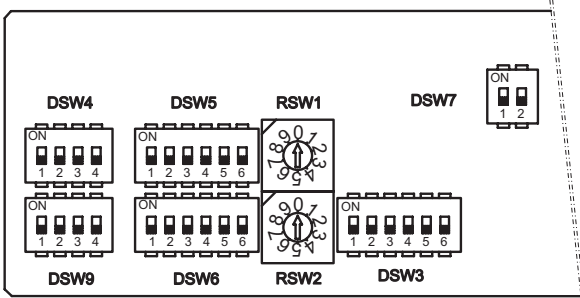 DSW4 DSW5 RSW1 DSW7
ON
1 2
ON ON 0 1 2 3 4 5 6 7 8 9
1 2 3 4 1 2 3 4 5 6
ON ON 0 1 2 3 4 5 6 7 8 9 ON
1 2 3 4 1 2 3 4 5 6 1 2 3 4 5 6
DSW9 DSW6 RSW2 DSW3